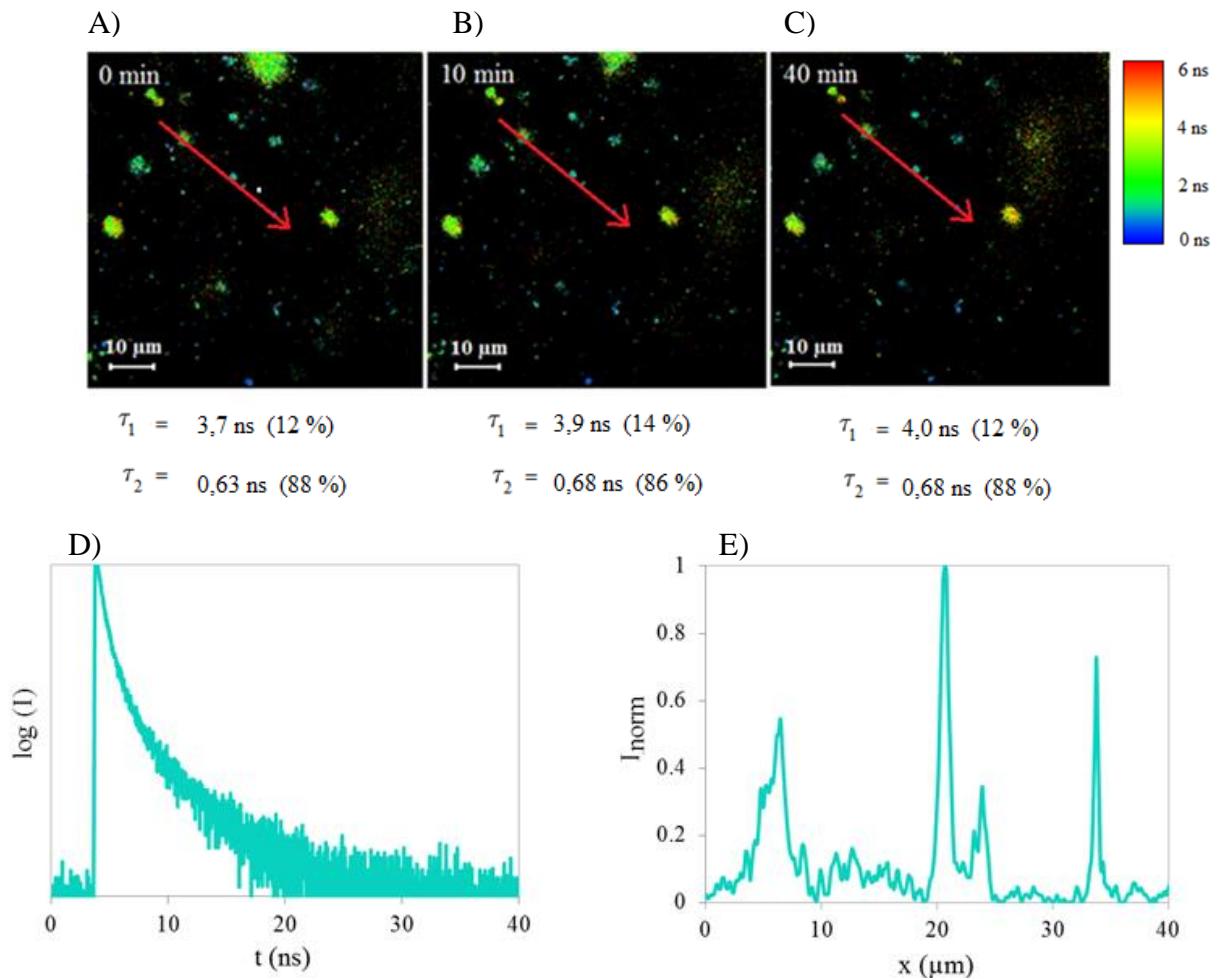 A)
B)
C)
0 min
10 min
40 min
6 ns
4 ns
2 ns
0 ns
10 µm
10 µm
10 µm
τ1 = 3,7 ns (12 %)
τ1 = 3,9 ns (14 %)
τ1 = 4,0 ns (12 %)
τ2 = 0,63 ns (88 %)
τ2 = 0,68 ns (86 %)
τ2 = 0,68 ns (88 %)
D)
log (I)
0 10 20 30 40
t (ns)
E)
1
0.8
0.6
0.4
0.2
0
Inorm
0 10 20 30 40
x (µm)